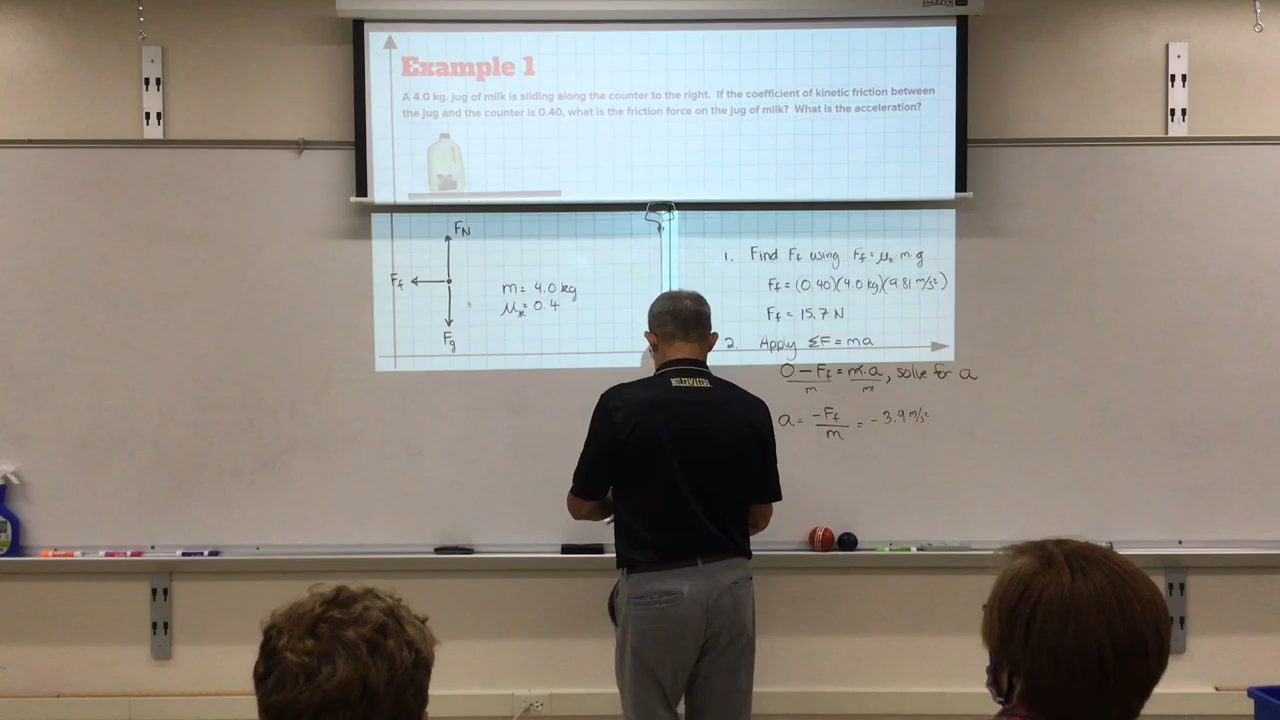 Example 1
A 4.0 kg. jug of milk is sliding along the counter to the right. If the coefficient of kinetic friction between
the jug and the counter is 0.40, what is the friction force on the jug of milk? What is the acceleration?
FN
Ff
Fg
m = 4.0 kg
μk = 0.4
1. Find Ff using Ff = μk m·g
Ff = (0.40)(4.0 kg)(9.81 m/s²)
Ff = 15.7 N
2. Apply ΣF = ma
0 - Ff = m·a, solve for a
m m
a = -Ff = -3.9 m/s²
m
BOILERMAKERS